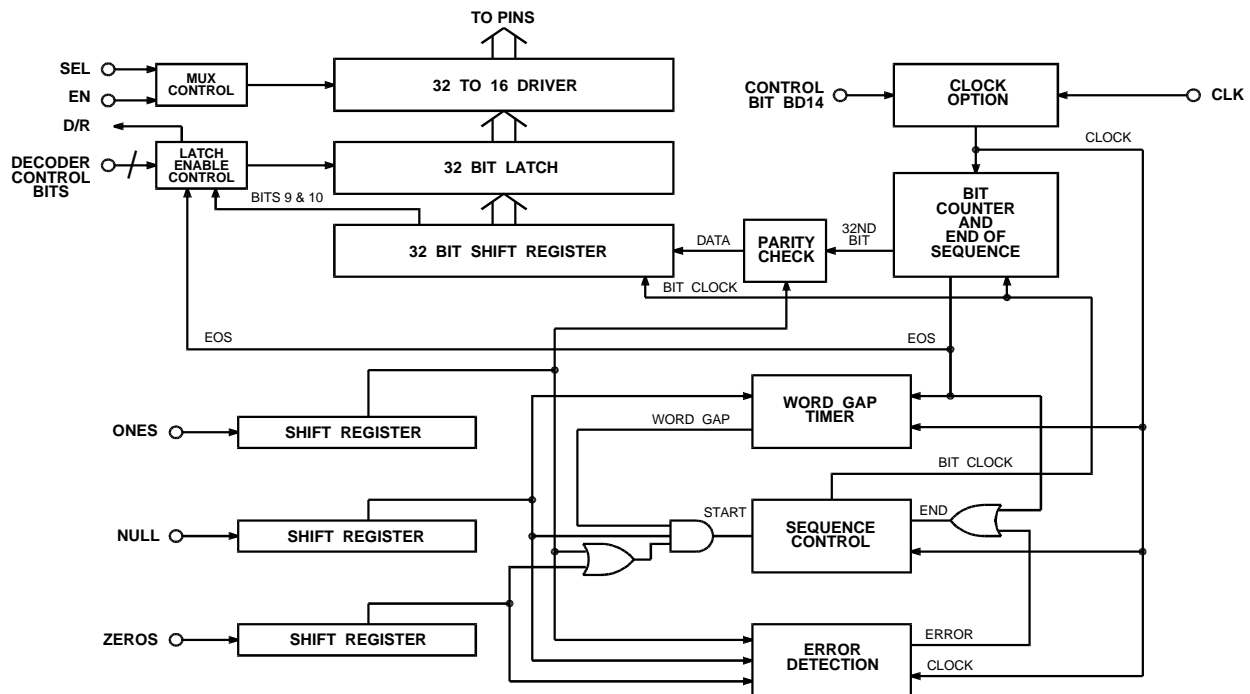 TO PINS
SEL
EN
MUX
CONTROL
32 TO 16 DRIVER
CONTROL
BIT BD14
CLOCK
OPTION
CLK
D/R
DECODER
CONTROL
BITS
LATCH
ENABLE
CONTROL
32 BIT LATCH
CLOCK
BITS 9 & 10
BIT
COUNTER
AND
END OF
SEQUENCE
32 BIT SHIFT REGISTER
DATA
PARITY
CHECK
32ND
BIT
BIT CLOCK
EOS
EOS
ONES
SHIFT REGISTER
WORD GAP
WORD GAP
TIMER
BIT CLOCK
NULL
SHIFT REGISTER
START
SEQUENCE
CONTROL
END
ZEROS
SHIFT REGISTER
ERROR
DETECTION
ERROR
CLOCK